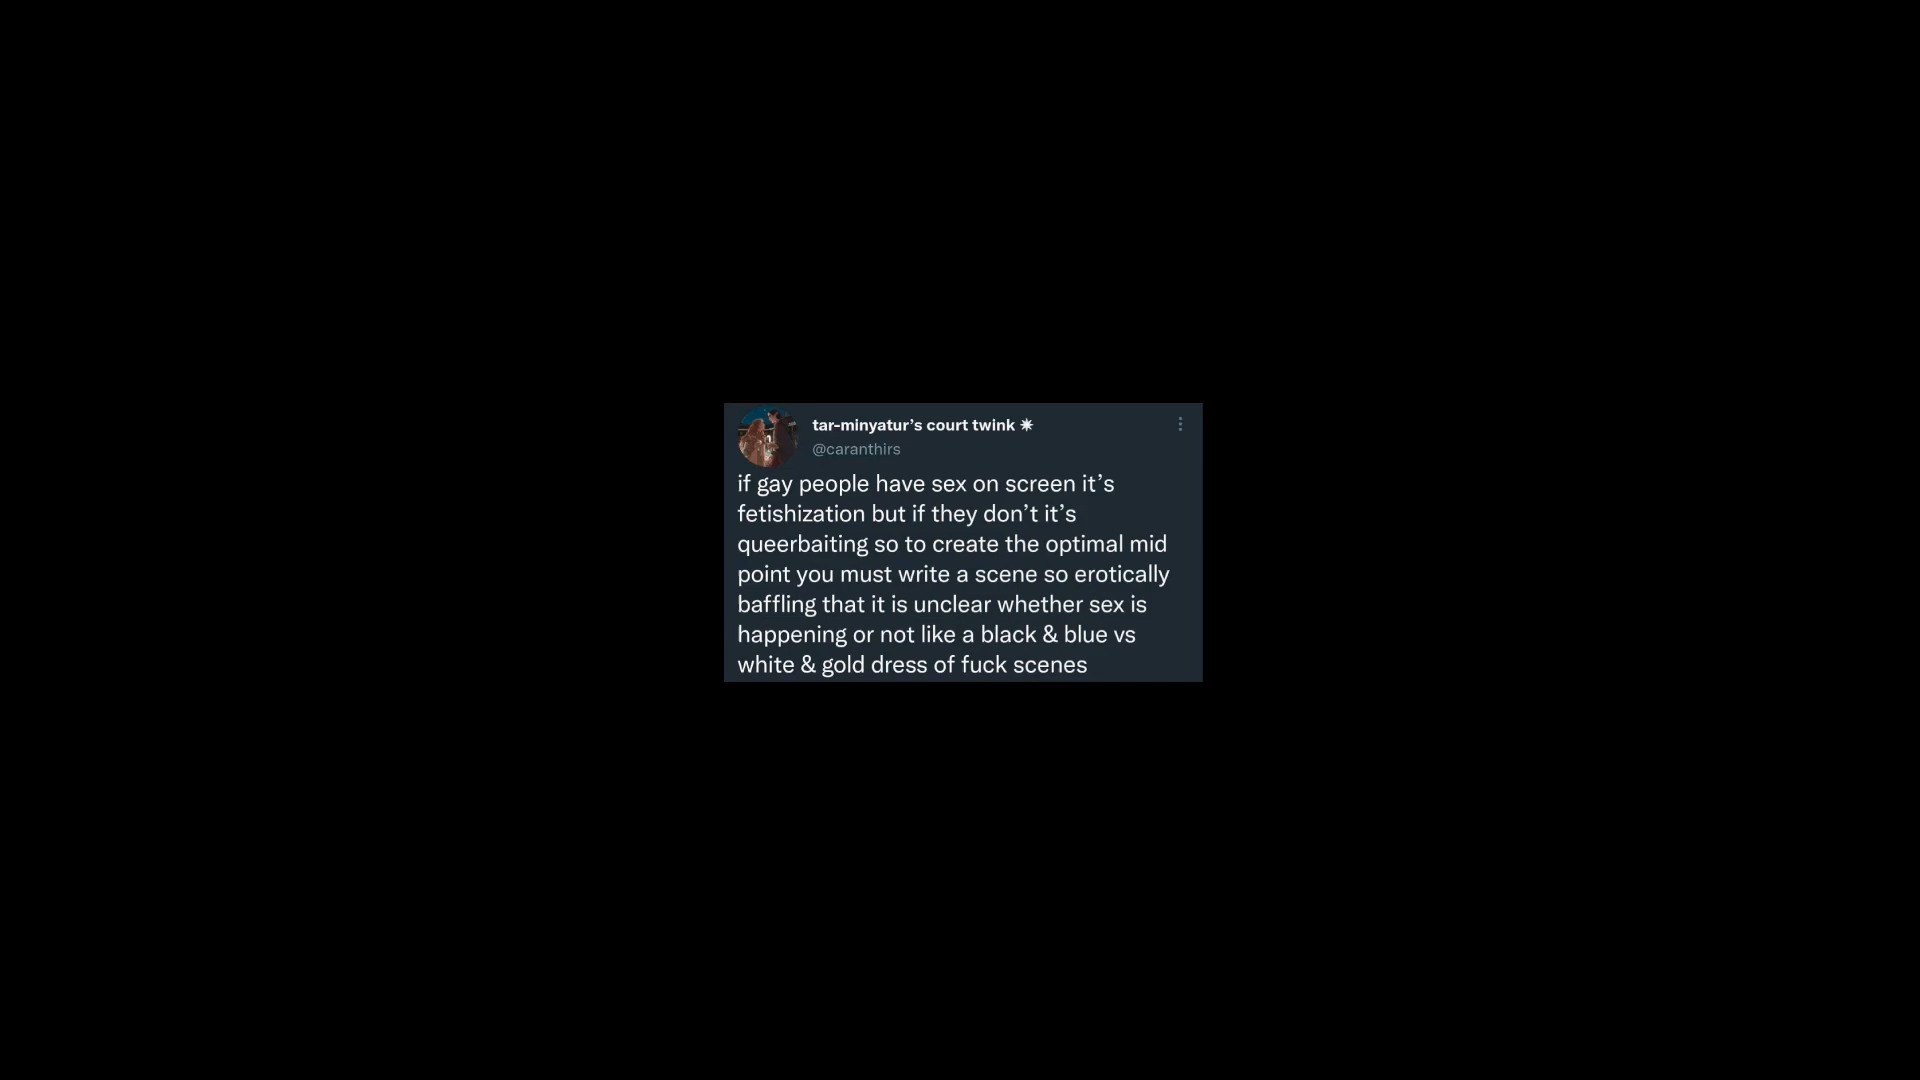 tar-minyatur’s court twink ✷
@caranthirs
if gay people have sex on screen it’s
fetishization but if they don’t it’s
queerbaiting so to create the optimal mid
point you must write a scene so erotically
baffling that it is unclear whether sex is
happening or not like a black & blue vs
white & gold dress of fuck scenes